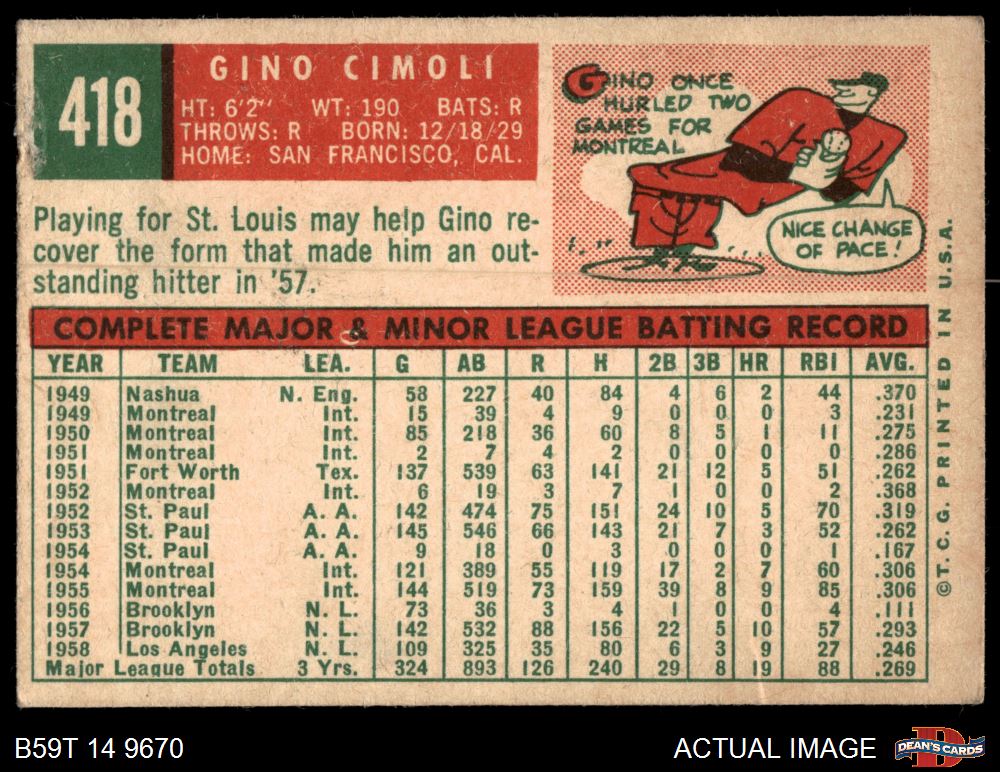 418
GINO CIMOLI
HT: 6'2" WT: 190 BATS: R
THROWS: R BORN: 12/18/29
HOME: SAN FRANCISCO, CAL.
GINO ONCE
HURLED TWO
GAMES FOR
MONTREAL
NICE CHANGE
OF PACE!
Playing for St. Louis may help Gino re-
cover the form that made him an out-
standing hitter in '57.
COMPLETE MAJOR & MINOR LEAGUE BATTING RECORD
YEAR TEAM LEA. G AB R H 2B 3B HR RBI AVG.
1949 Nashua N. Eng. 58 227 40 84 4 6 2 44 .370
1949 Montreal Int. 15 39 4 9 0 0 0 3 .231
1950 Montreal Int. 85 218 36 60 8 5 1 11 .275
1951 Montreal Int. 2 7 4 2 0 0 0 0 .286
1951 Fort Worth Tex. 137 539 63 141 21 12 5 51 .262
1952 Montreal Int. 6 19 3 7 1 0 0 2 .368
1952 St. Paul A. A. 142 474 75 151 24 10 5 70 .319
1953 St. Paul A. A. 145 546 66 143 21 7 3 52 .262
1954 St. Paul A. A. 9 18 0 3 0 0 0 1 .167
1954 Montreal Int. 121 389 55 119 17 2 7 60 .306
1955 Montreal Int. 144 519 73 159 39 8 9 85 .306
1956 Brooklyn N. L. 73 36 3 4 1 0 0 4 .111
1957 Brooklyn N. L. 142 532 88 156 22 5 10 57 .293
1958 Los Angeles N. L. 109 325 35 80 6 3 9 27 .246
Major League Totals 3 Yrs. 324 893 126 240 29 8 19 88 .269
© T. C. G. PRINTED IN U. S. A.
B59T 14 9670
ACTUAL IMAGE
DEAN'S CARDS